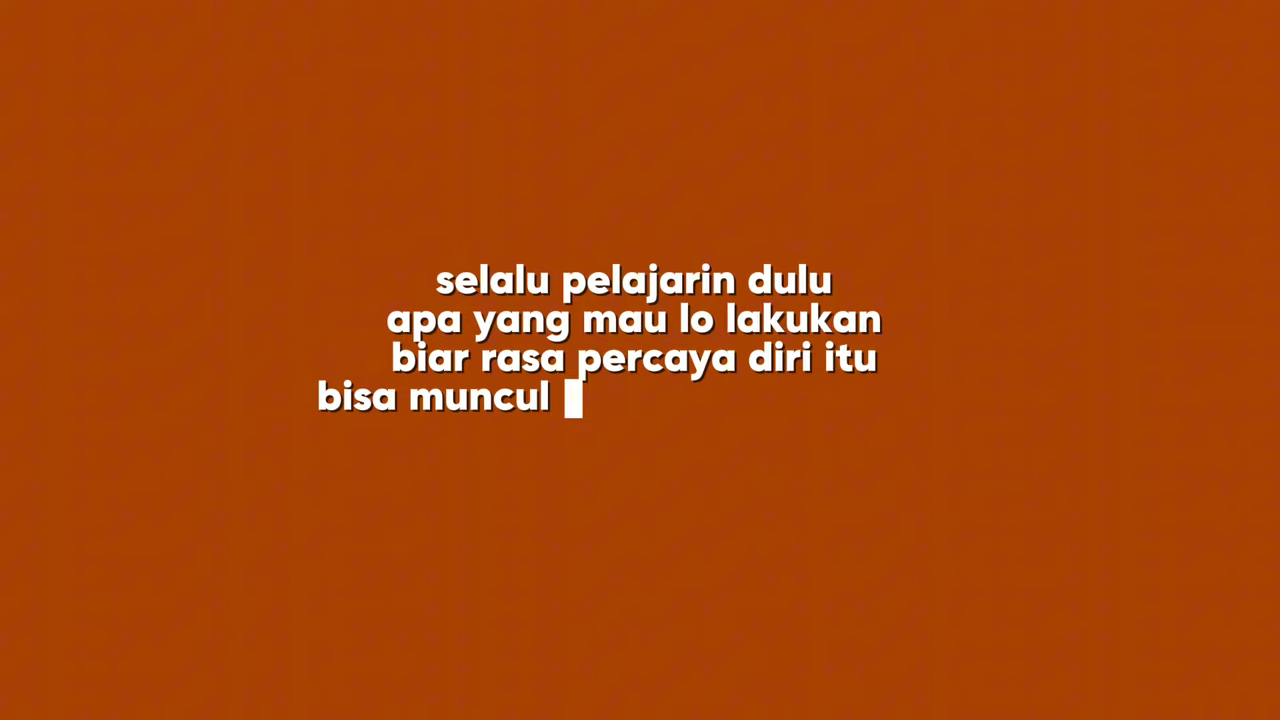 selalu pelajarin dulu
apa yang mau lo lakukan
biar rasa percaya diri itu
bisa muncul